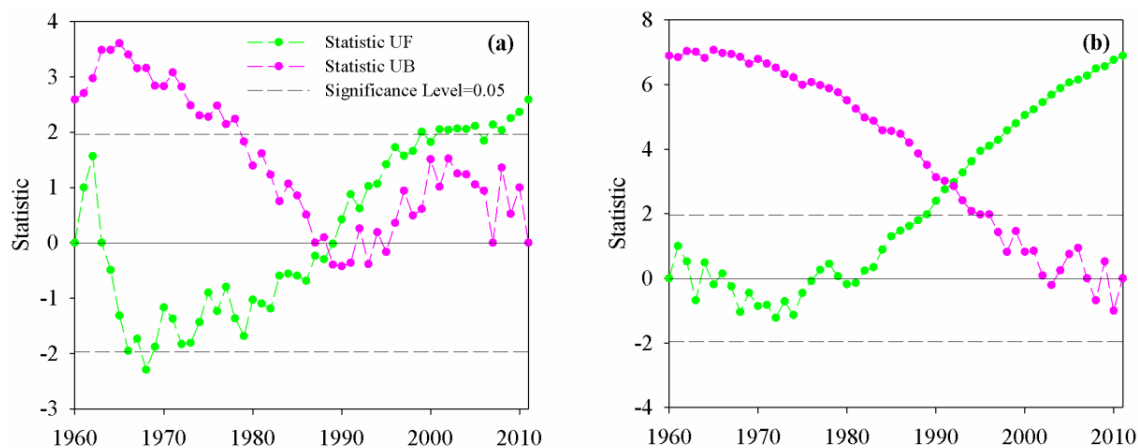 4
3
2
1
0
-1
-2
-3
Statistic
(a)
Statistic UF
Statistic UB
Significance Level=0.05
1960 1970 1980 1990 2000 2010
8
6
4
2
0
-2
-4
Statistic
(b)
1960 1970 1980 1990 2000 2010